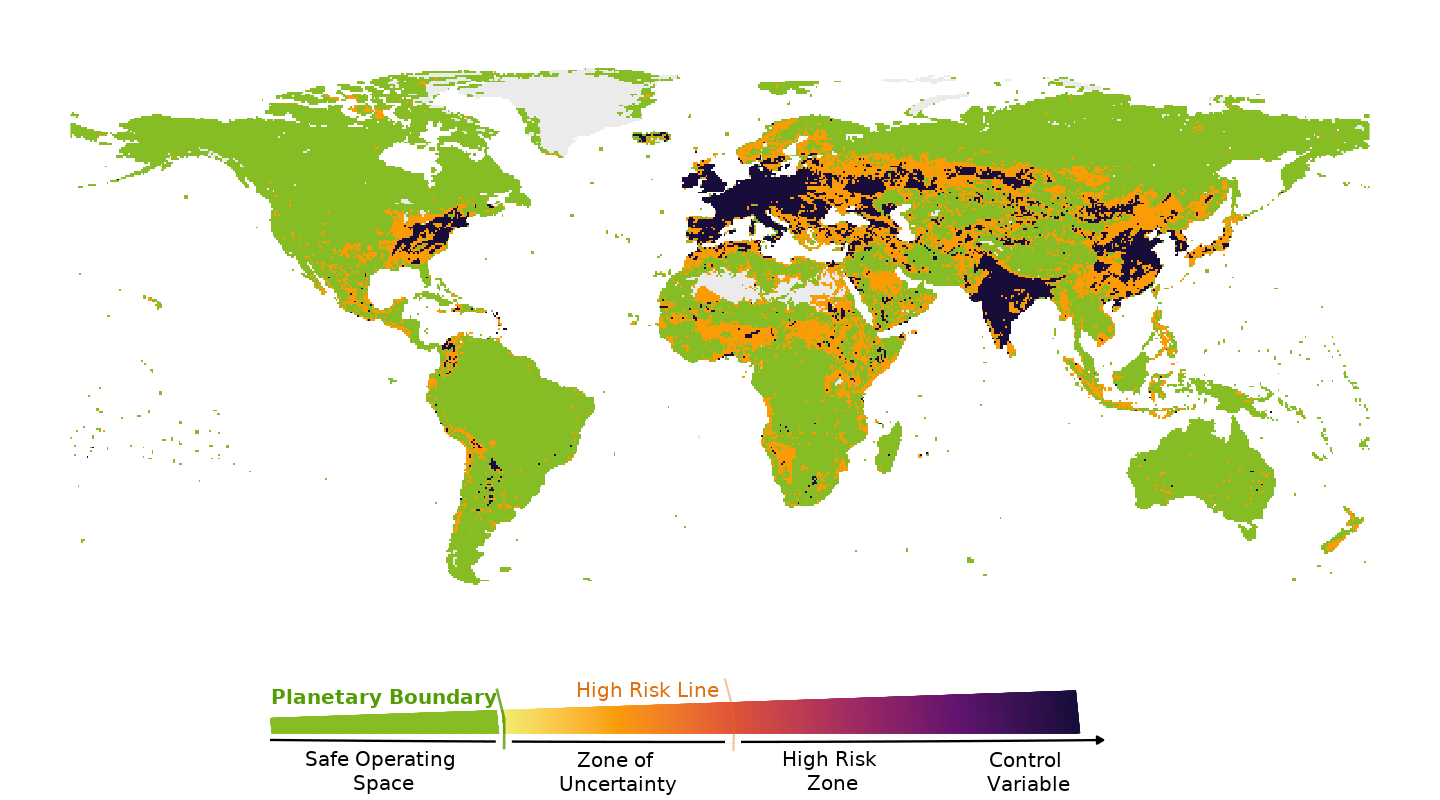 Planetary Boundary
High Risk Line
Safe Operating
Space
Zone of
Uncertainty
High Risk
Zone
Control
Variable